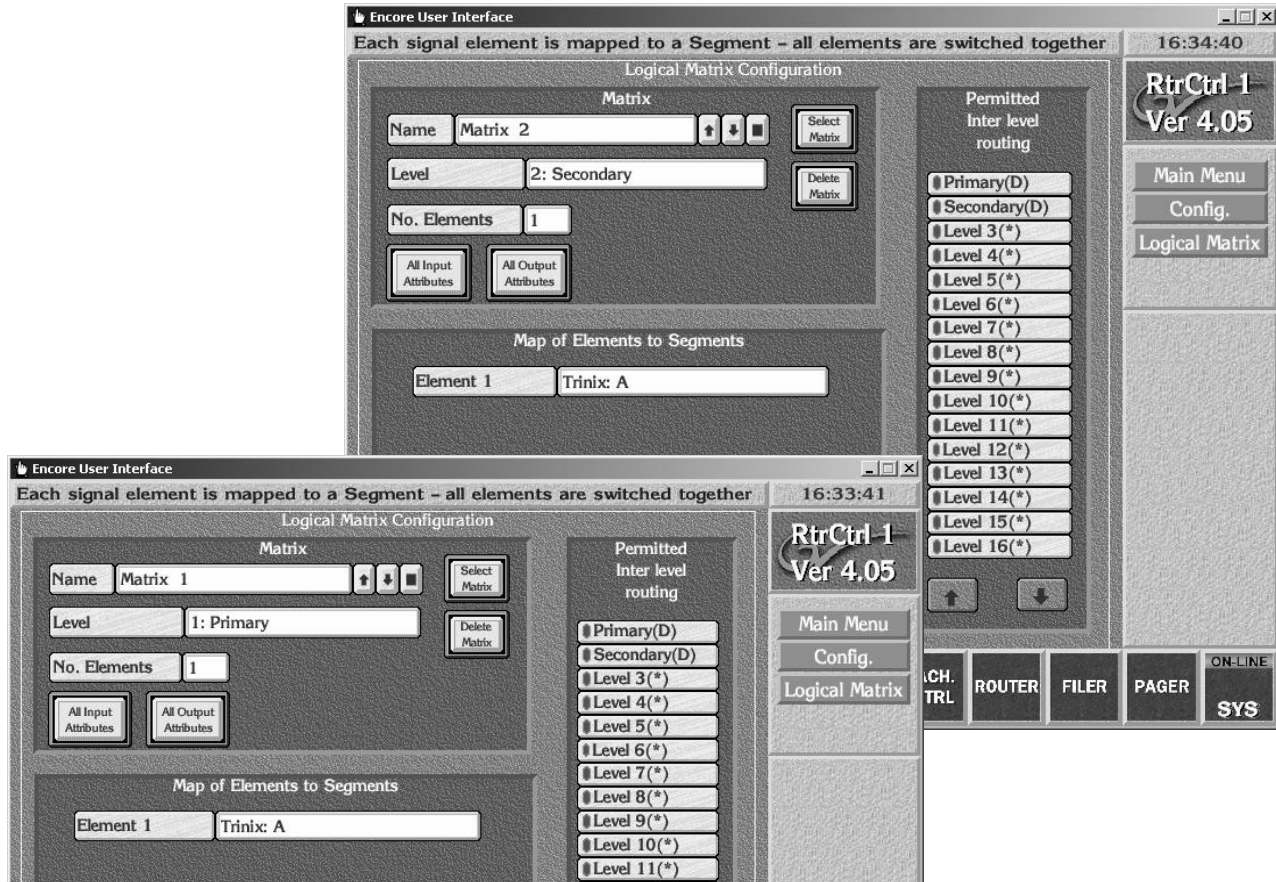 Encore User Interface
Each signal element is mapped to a Segment – all elements are switched together
16:34:40
Logical Matrix Configuration
Matrix
Name Matrix 2
Select Matrix
Level 2: Secondary
Delete Matrix
No. Elements 1
All Input Attributes
All Output Attributes
Map of Elements to Segments
Element 1 Trinix: A
Permitted
Inter level
routing
Primary(D)
Secondary(D)
Level 3(*)
Level 4(*)
Level 5(*)
Level 6(*)
Level 7(*)
Level 8(*)
Level 9(*)
Level 10(*)
Level 11(*)
Level 12(*)
Level 13(*)
Level 14(*)
Level 15(*)
Level 16(*)
RtrCtrl 1
Ver 4.05
Main Menu
Config.
Logical Matrix
ACH.
TRL
ROUTER
FILER
PAGER
ON-LINE
SYS
Encore User Interface
Each signal element is mapped to a Segment – all elements are switched together
16:33:41
Logical Matrix Configuration
Matrix
Name Matrix 1
Select Matrix
Level 1: Primary
Delete Matrix
No. Elements 1
All Input Attributes
All Output Attributes
Map of Elements to Segments
Element 1 Trinix: A
Permitted
Inter level
routing
Primary(D)
Secondary(D)
Level 3(*)
Level 4(*)
Level 5(*)
Level 6(*)
Level 7(*)
Level 8(*)
Level 9(*)
Level 10(*)
Level 11(*)
RtrCtrl 1
Ver 4.05
Main Menu
Config.
Logical Matrix